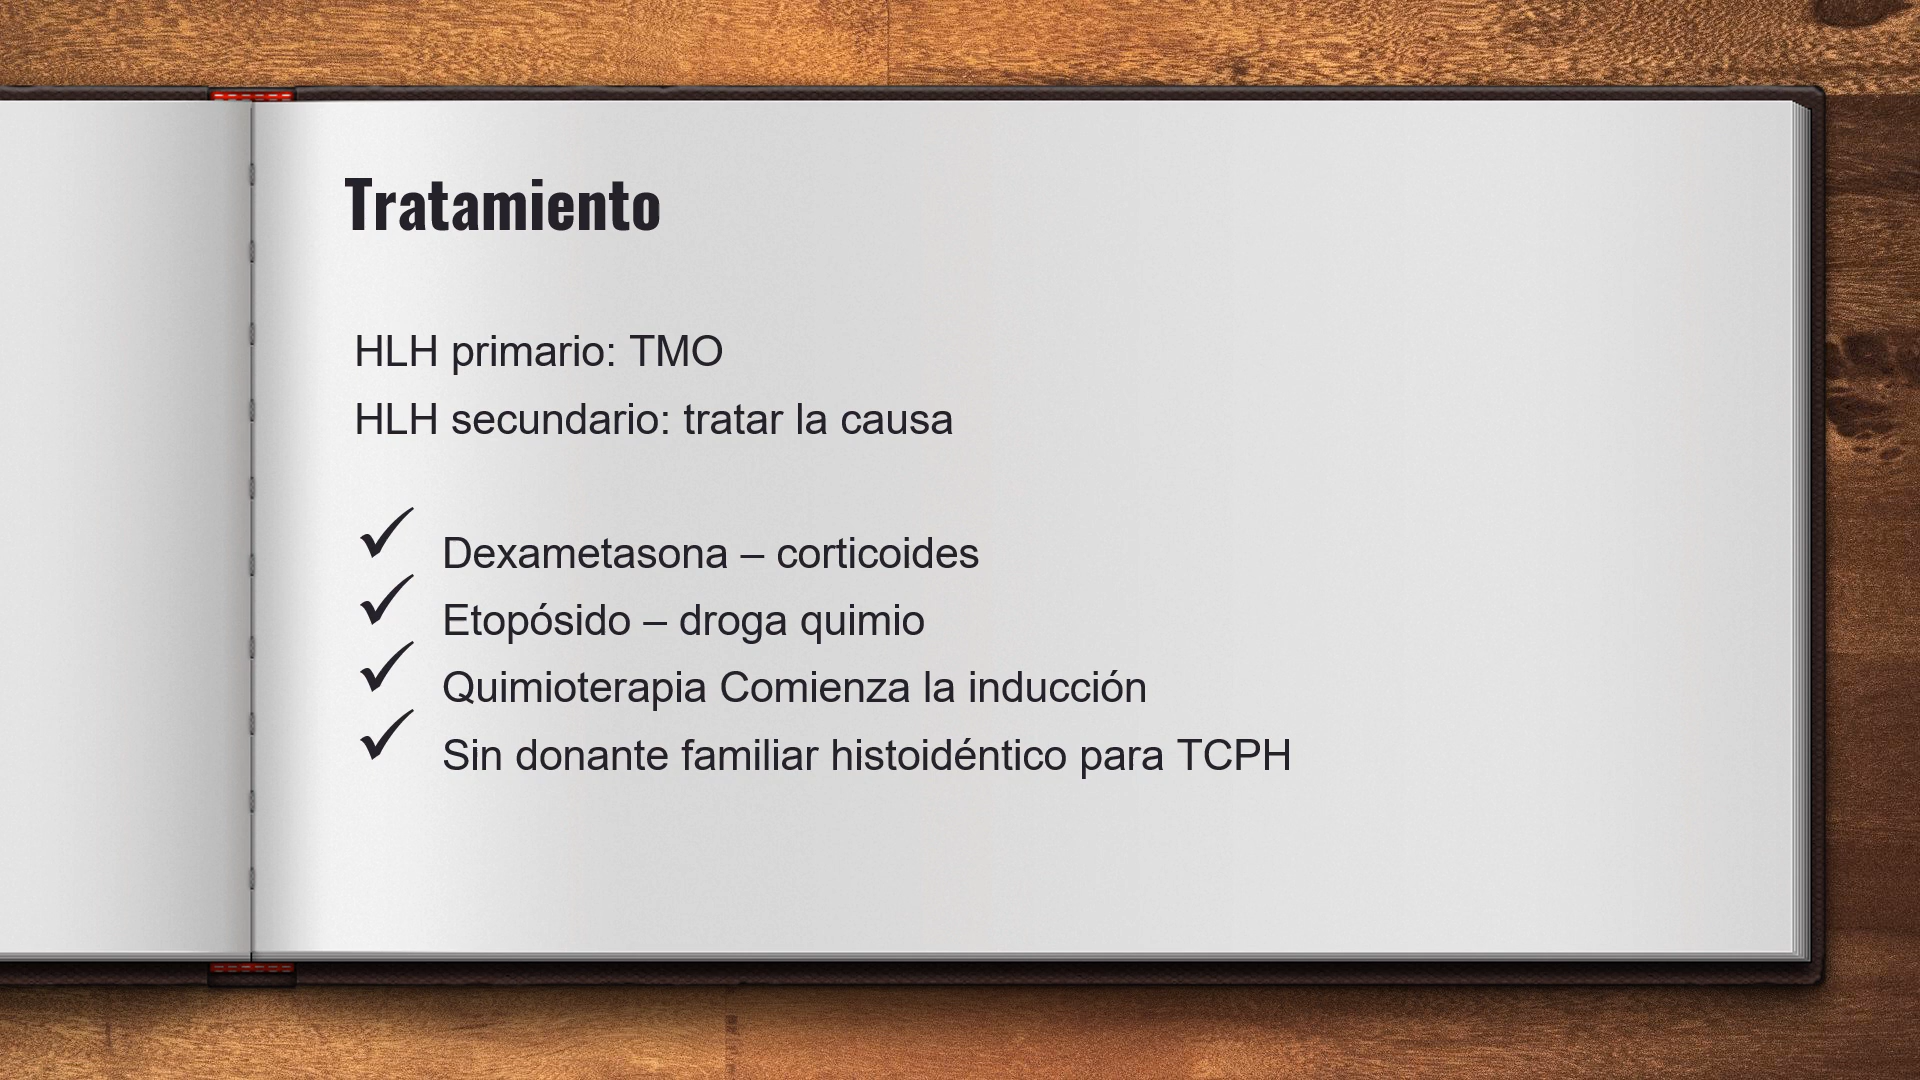 Tratamiento
HLH primario: TMO
HLH secundario: tratar la causa
✓ Dexametasona – corticoides
✓ Etopósido – droga quimio
✓ Quimioterapia Comienza la inducción
✓ Sin donante familiar histoidéntico para TCPH